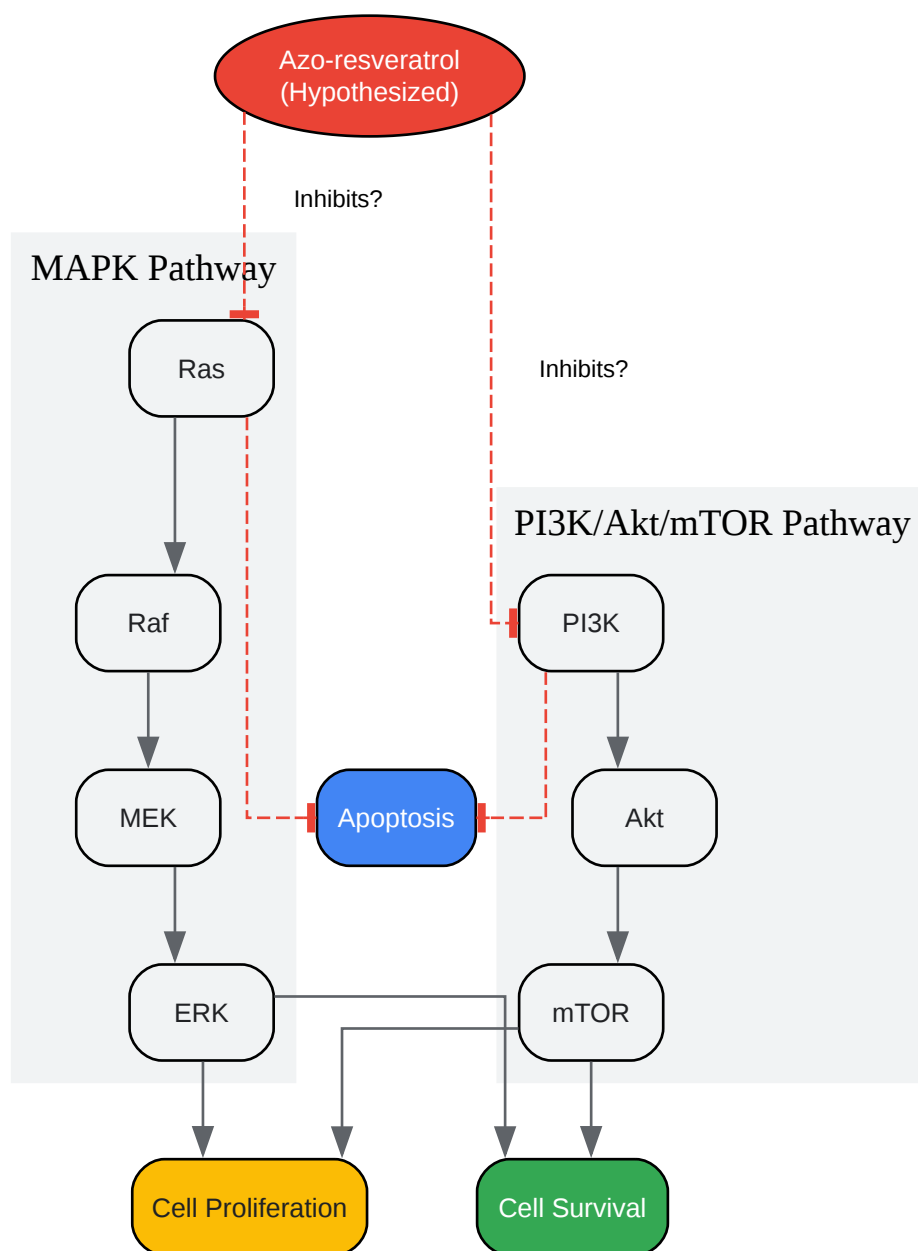 Azo-resveratrol
(Hypothesized)
Inhibits?
MAPK Pathway
Ras
Inhibits?
PI3K/Akt/mTOR Pathway
Raf
PI3K
MEK
Apoptosis
Akt
ERK
mTOR
Cell Proliferation
Cell Survival